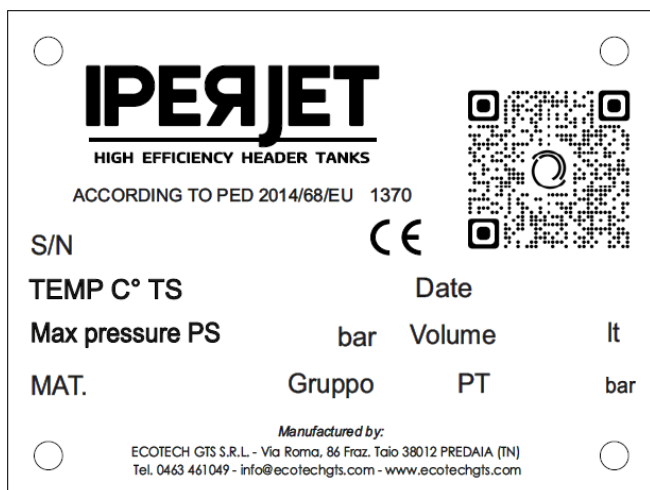 IPERJET
HIGH EFFICIENCY HEADER TANKS
ACCORDING TO PED 2014/68/EU 1370
S/N CE
TEMP C° TS Date
Max pressure PS bar Volume lt
MAT. Gruppo PT bar
Manufactured by:
ECOTECH GTS S.R.L. - Via Roma, 86 Fraz. Taio 38012 PREDAIA (TN)
Tel. 0463 461049 - info@ecotechgts.com - www.ecotechgts.com